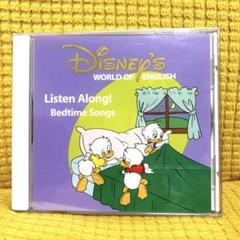 Disney's
WORLD OF ENGLISH
Listen Along!
Bedtime Songs